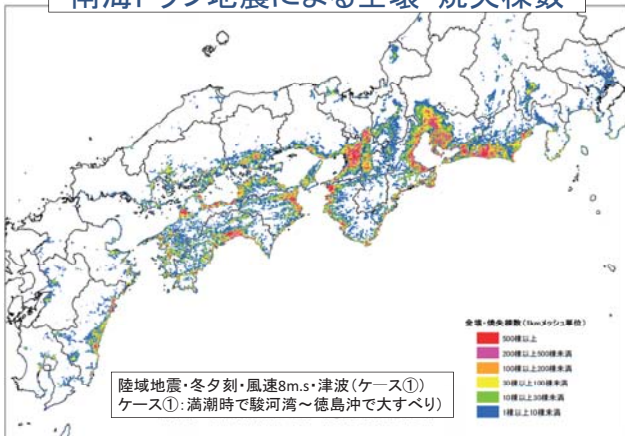 南海トラフ地震による全壊・焼失棟数
全壊・焼失棟数(1kmメッシュ単位)
500棟以上
200棟以上500棟未満
100棟以上200棟未満
30棟以上100棟未満
10棟以上30棟未満
1棟以上10棟未満
陸域地震・冬夕刻・風速8m.s・津波(ケース①)
ケース①:満潮時で駿河湾~徳島沖で大すべり)